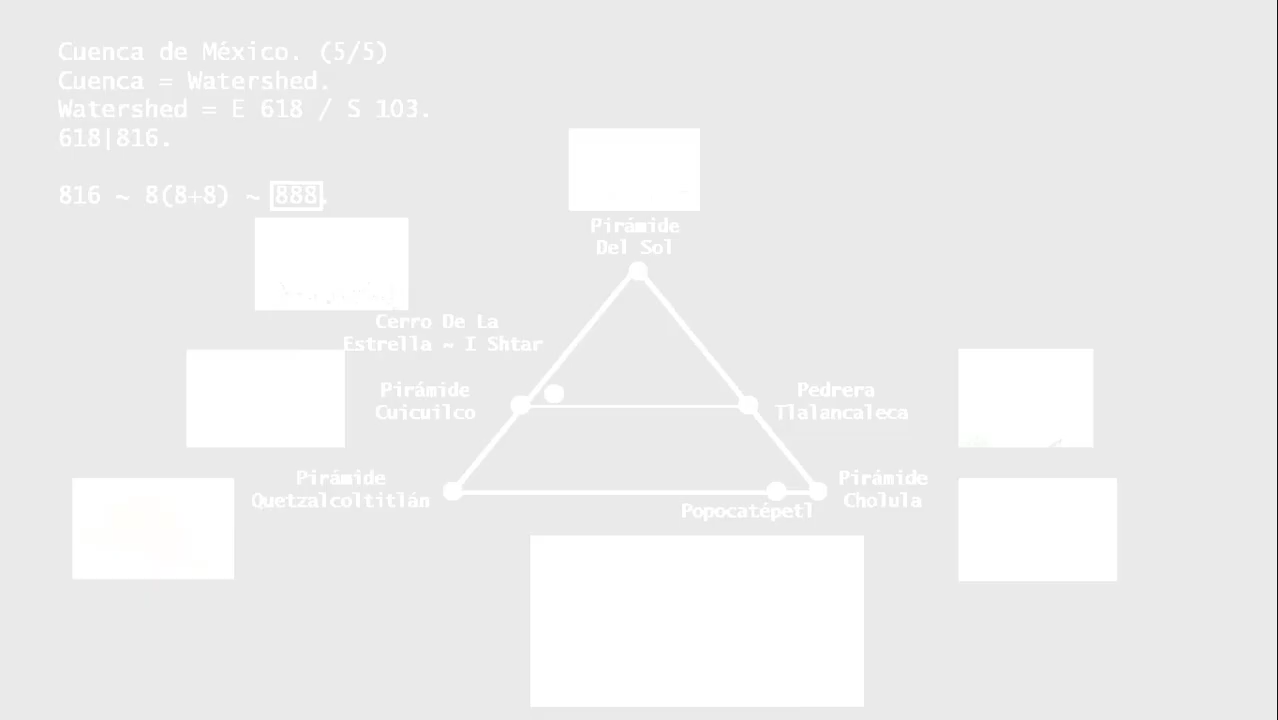 Cuenca de México. (5/5)
Cuenca = Watershed.
Watershed = E 618 / S 103.
618|816.
816 ~ 8(8+8) ~ 888.
Pirámide
Del Sol
Cerro De La
Estrella ~ I Shtar
Pirámide
Cuicuilco
Pedrera
Tlalancaleca
Pirámide
Quetzalcoltitlán
Popocatépetl
Pirámide
Cholula